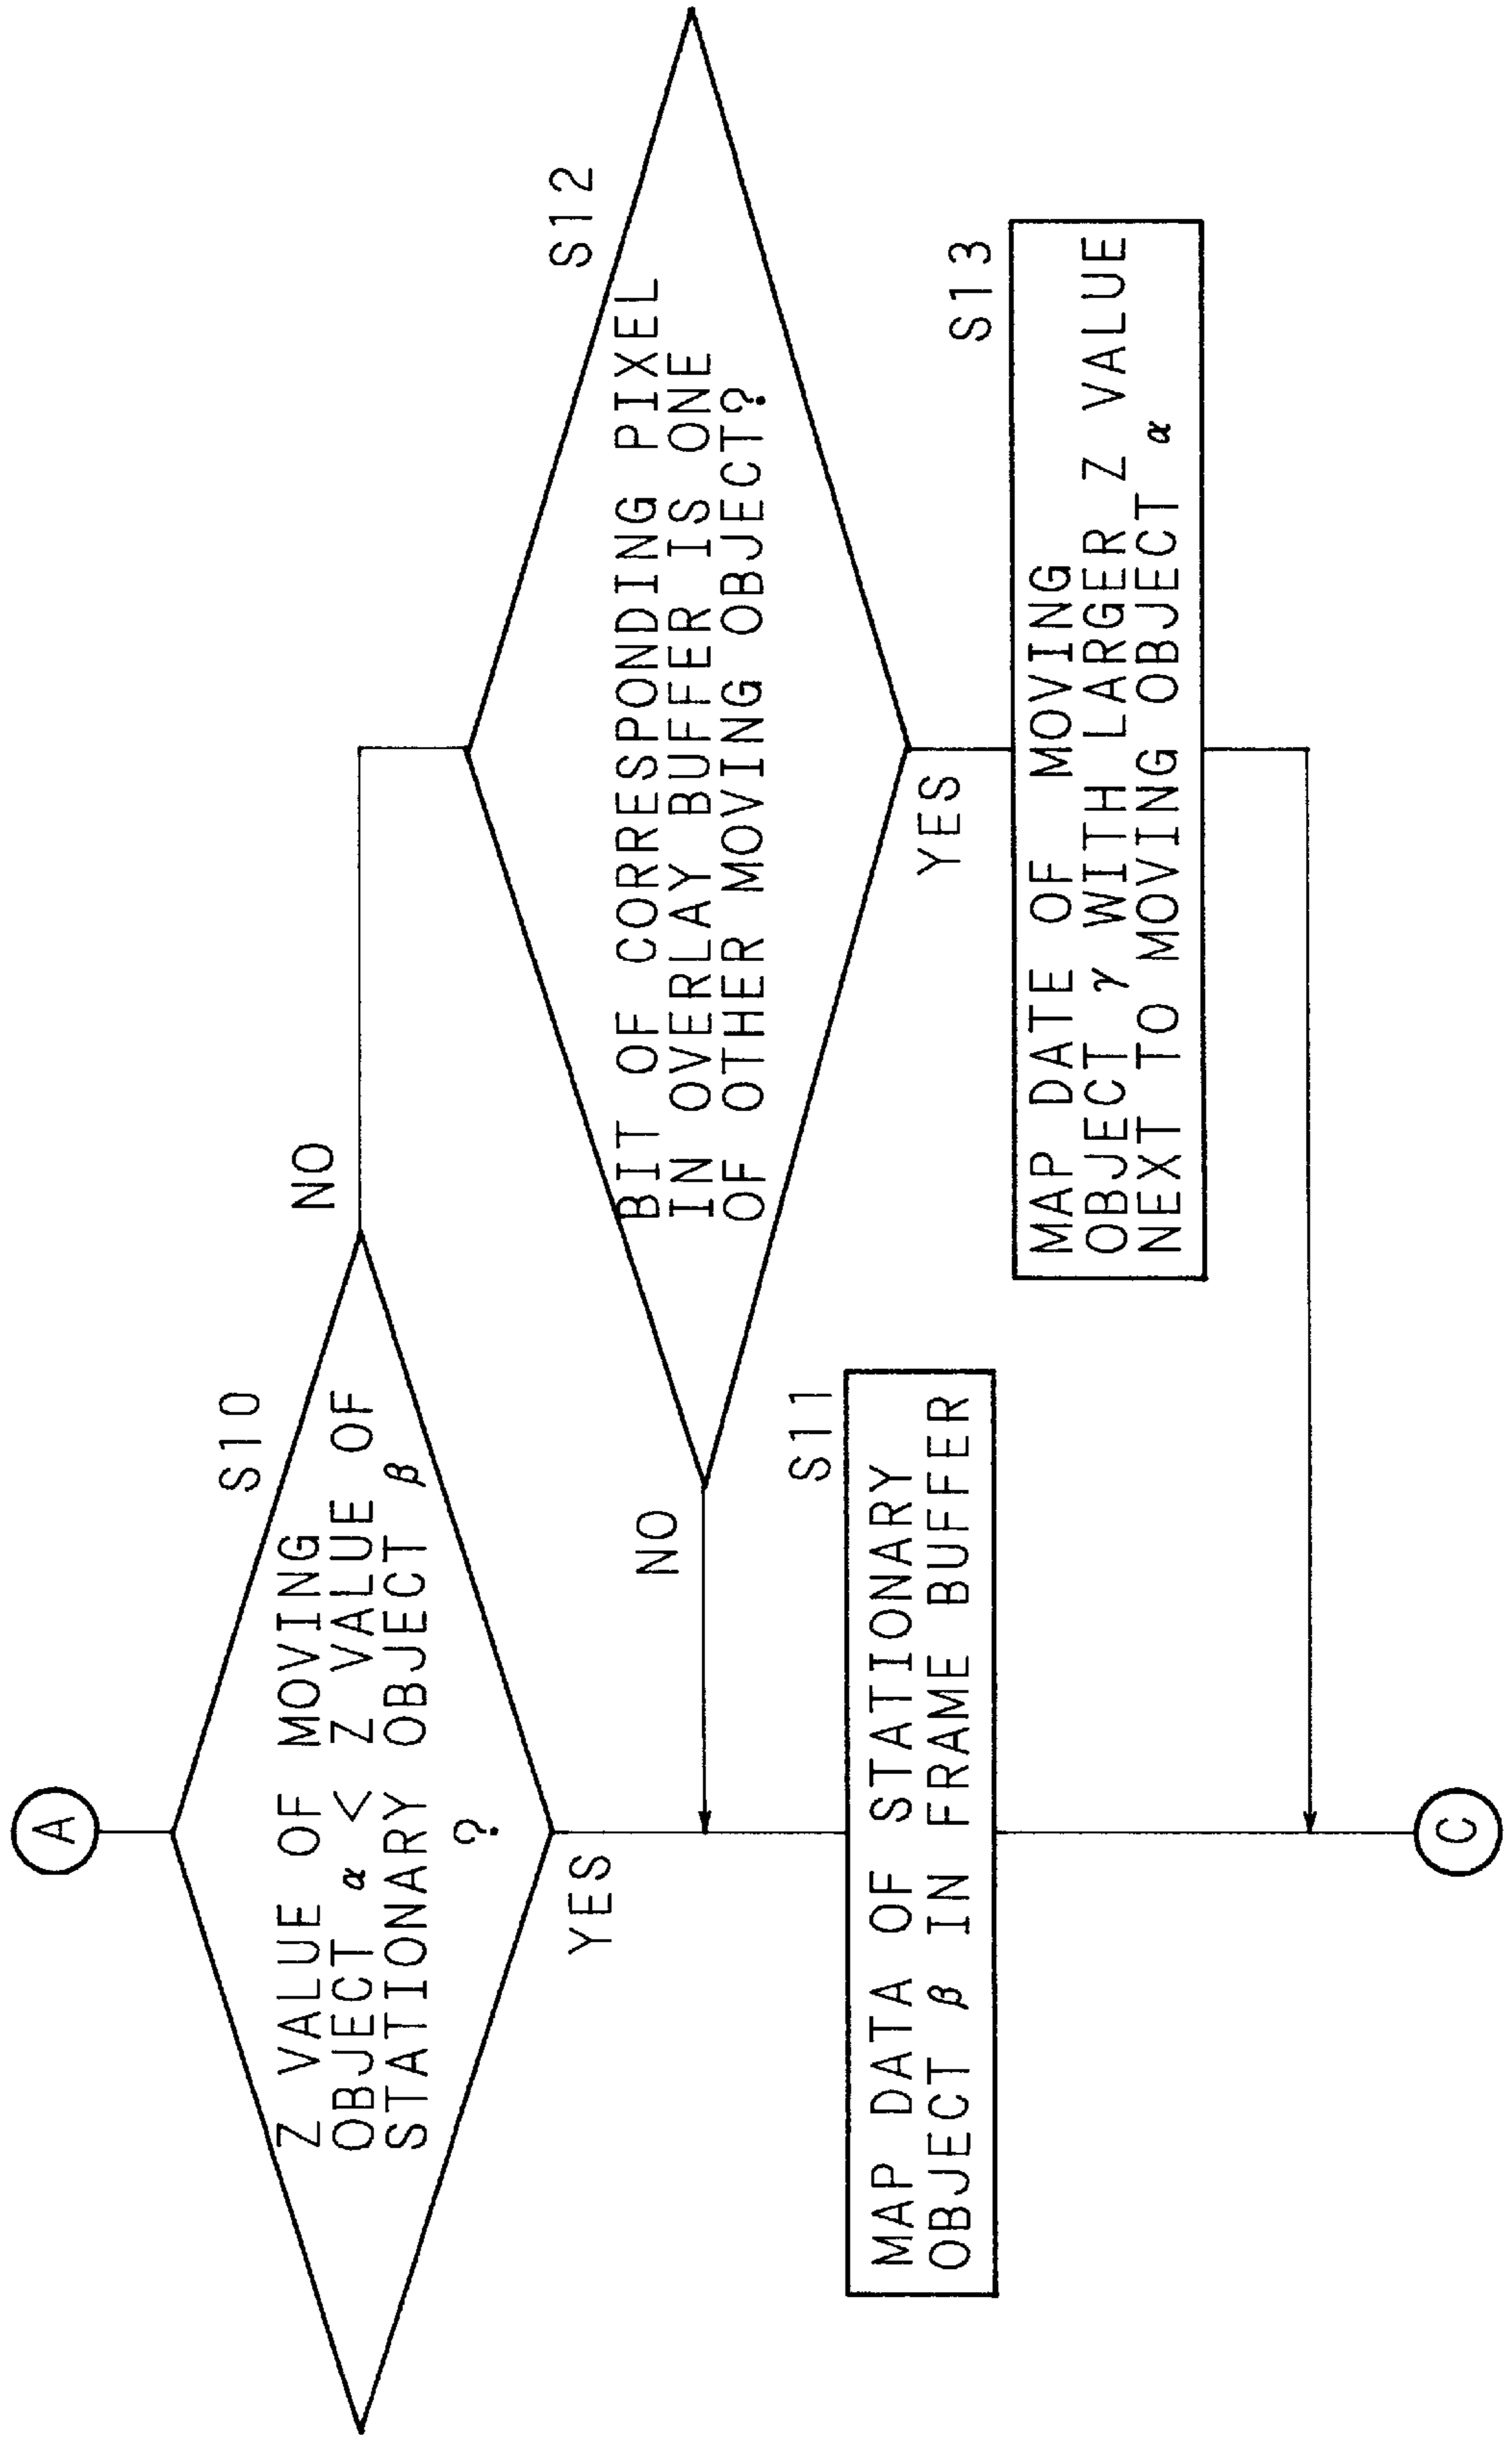 A
S10
Z VALUE OF MOVING
OBJECT α < Z VALUE OF
STATIONARY OBJECT β
?
NO
YES
S12
BIT OF CORRESPONDING PIXEL
IN OVERLAY BUFFER IS ONE
OF OTHER MOVING OBJECT?
NO
YES
S11
MAP DATA OF STATIONARY
OBJECT β IN FRAME BUFFER
S13
MAP DATE OF MOVING
OBJECT γ WITH LARGER Z VALUE
NEXT TO MOVING OBJECT α
C